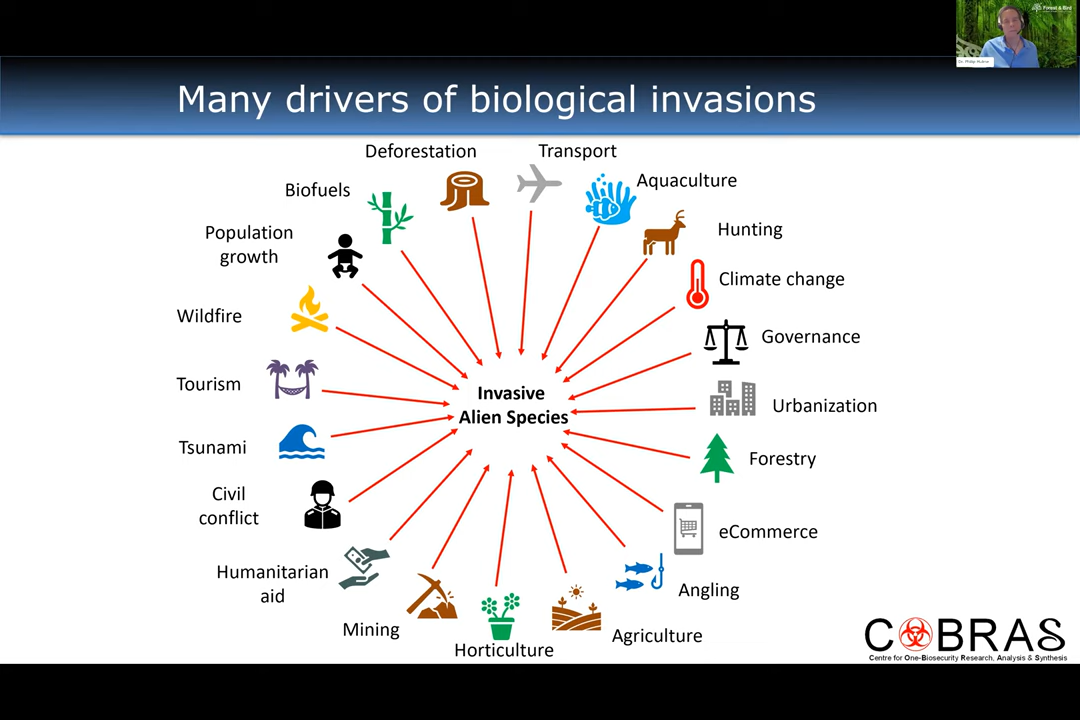 Forest & Bird
Many drivers of biological invasions
Deforestation
Transport
Aquaculture
Hunting
Climate change
Governance
Urbanization
Forestry
eCommerce
Angling
Agriculture
Horticulture
Mining
Humanitarian
aid
Civil
conflict
Tsunami
Tourism
Wildfire
Population
growth
Biofuels
Invasive
Alien Species
COBRAS
Centre for One-Biosecurity Research, Analysis & Synthesis